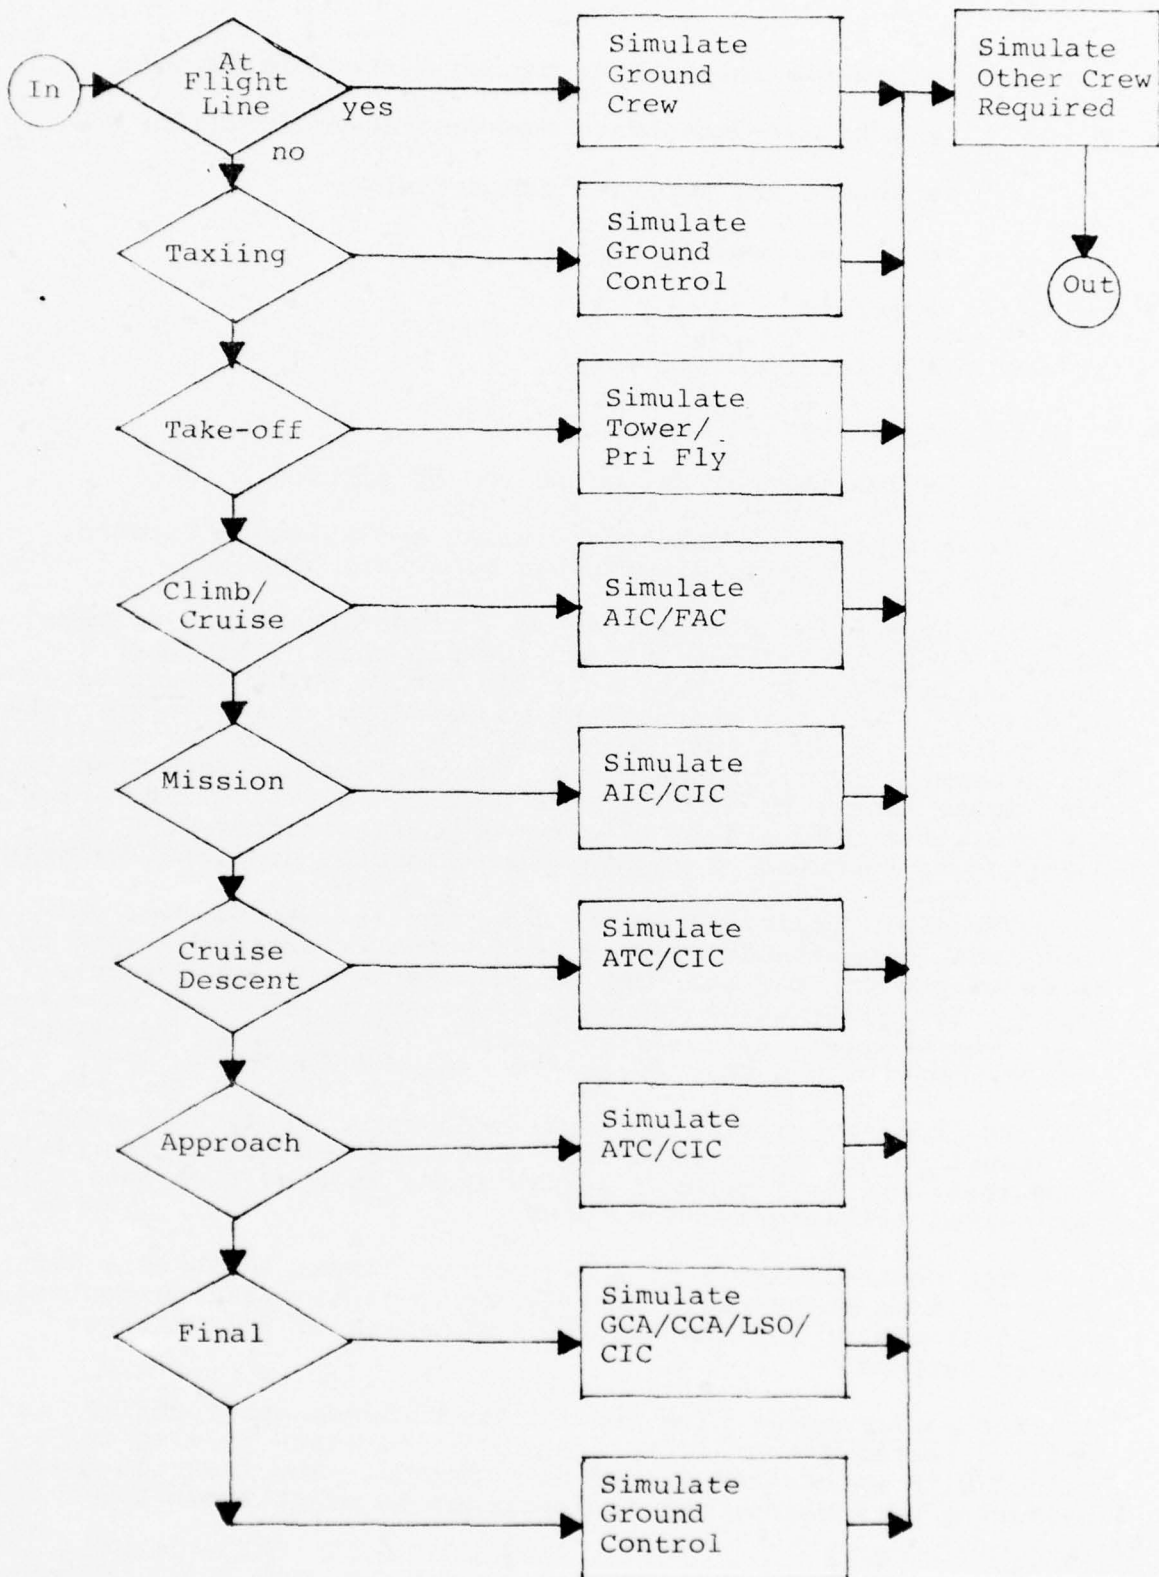 In
At
Flight
Line
yes
no
Simulate
Ground
Crew
Simulate
Other Crew
Required
Out
Taxiing
Simulate
Ground
Control
Take-off
Simulate
Tower/
Pri Fly
Climb/
Cruise
Simulate
AIC/FAC
Mission
Simulate
AIC/CIC
Cruise
Descent
Simulate
ATC/CIC
Approach
Simulate
ATC/CIC
Final
Simulate
GCA/CCA/LSO/
CIC
Simulate
Ground
Control